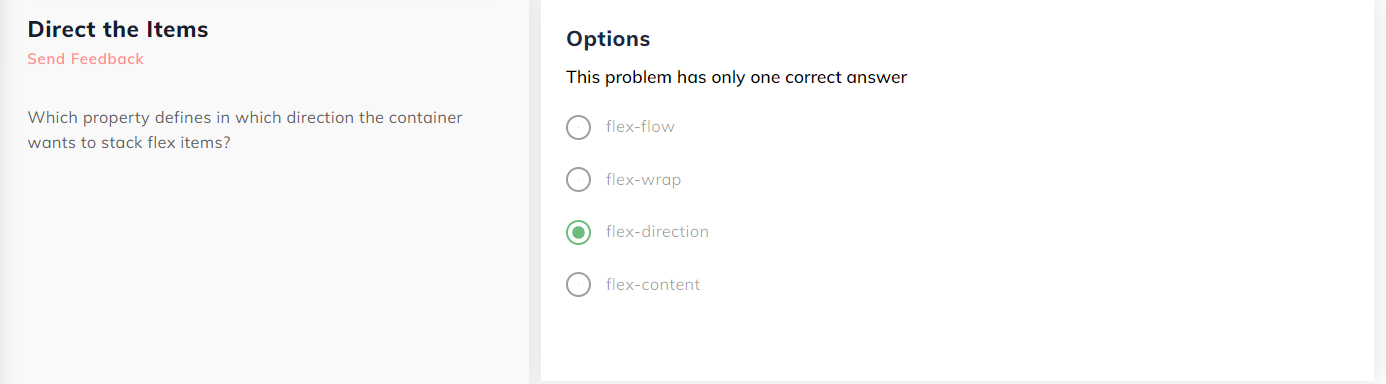 Direct the Items
Send Feedback
Which property defines in which direction the container
wants to stack flex items?
Options
This problem has only one correct answer
flex-flow
flex-wrap
flex-direction
flex-content